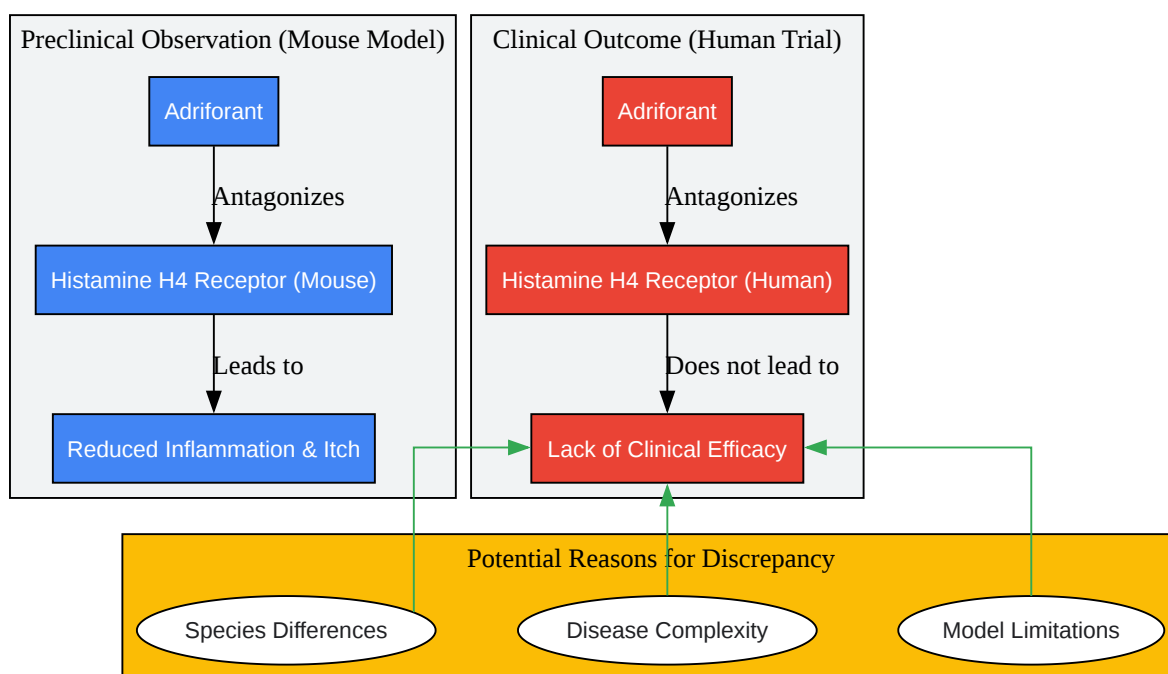 Preclinical Observation (Mouse Model)
Adriforant
Antagonizes
Histamine H4 Receptor (Mouse)
Leads to
Reduced Inflammation & Itch
Clinical Outcome (Human Trial)
Adriforant
Antagonizes
Histamine H4 Receptor (Human)
Does not lead to
Lack of Clinical Efficacy
Potential Reasons for Discrepancy
Species Differences
Disease Complexity
Model Limitations